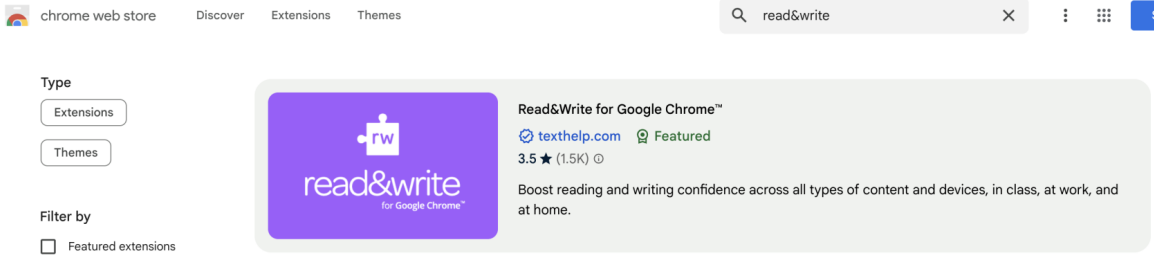 chrome web store
Discover
Extensions
Themes
read&write
Type
Extensions
Themes
Filter by
Featured extensions
rw
read&write
for Google Chrome™
Read&Write for Google Chrome™
texthelp.com
Featured
3.5 ★ (1.5K)
Boost reading and writing confidence across all types of content and devices, in class, at work, and
at home.